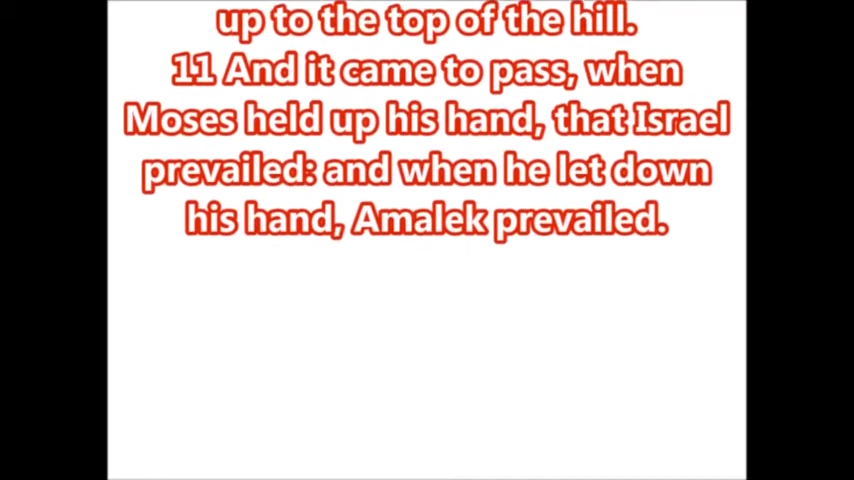 up to the top of the hill.
11 And it came to pass, when
Moses held up his hand, that Israel
prevailed: and when he let down
his hand, Amalek prevailed.